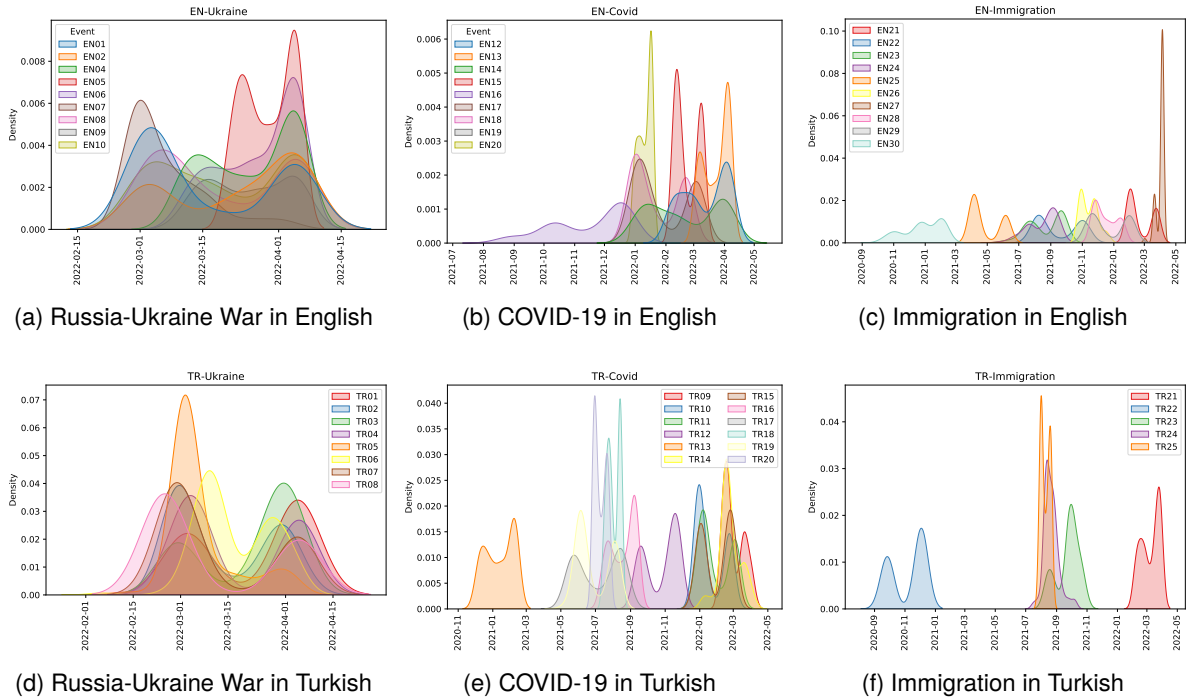 EN-Ukraine
Density
0.008
0.006
0.004
0.002
0.000
Event
EN01
EN02
EN04
EN05
EN06
EN07
EN08
EN09
EN10
2022-02-15
2022-03-01
2022-03-15
2022-04-01
2022-04-15
(a) Russia-Ukraine War in English
EN-Covid
Density
0.006
0.005
0.004
0.003
0.002
0.001
0.000
EN12
EN13
EN14
EN15
EN16
EN17
EN18
EN19
EN20
2021-07
2021-08
2021-09
2021-10
2021-11
2021-12
2022-01
2022-02
2022-03
2022-04
2022-05
(b) COVID-19 in English
EN-Immigration
Density
0.10
0.08
0.06
0.04
0.02
0.00
EN21
EN22
EN23
EN24
EN25
EN26
EN27
EN28
EN29
EN30
2020-09
2020-11
2021-01
2021-03
2021-05
2021-07
2021-09
2021-11
2022-01
2022-03
2022-05
(c) Immigration in English
TR-Ukraine
Density
0.07
0.06
0.05
0.04
0.03
0.02
0.01
0.00
TR01
TR02
TR03
TR04
TR05
TR06
TR07
TR08
2022-02-01
2022-02-15
2022-03-01
2022-03-15
2022-04-01
2022-04-15
(d) Russia-Ukraine War in Turkish
TR-Covid
Density
0.040
0.035
0.030
0.025
0.020
0.015
0.010
0.005
0.000
TR09 TR15
TR10 TR16
TR11 TR17
TR12 TR18
TR13 TR19
TR14 TR20
2020-11
2021-01
2021-03
2021-05
2021-07
2021-09
2021-11
2022-01
2022-03
2022-05
(e) COVID-19 in Turkish
TR-Immigration
Density
0.04
0.03
0.02
0.01
0.00
TR21
TR22
TR23
TR24
TR25
2020-09
2020-11
2021-01
2021-03
2021-05
2021-07
2021-09
2021-11
2022-01
2022-03
2022-05
(f) Immigration in Turkish